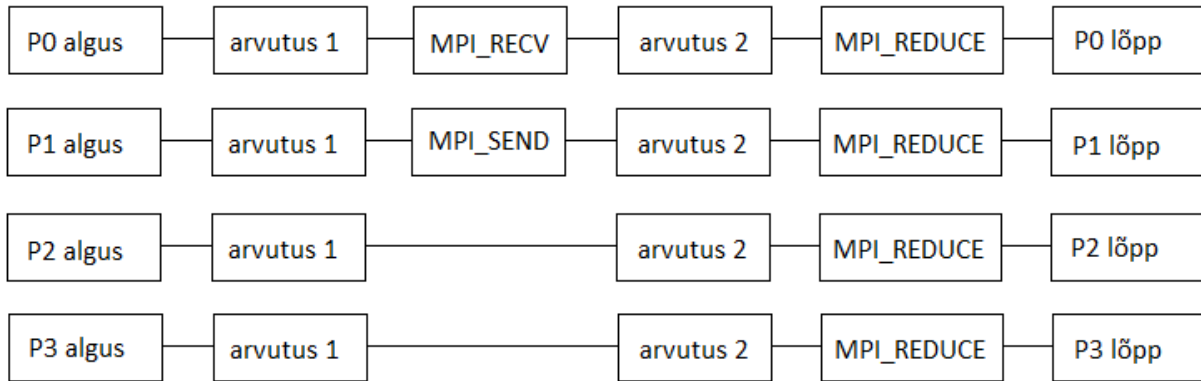 P0 algus arvutus 1 MPI_RECV arvutus 2 MPI_REDUCE P0 lõpp
P1 algus arvutus 1 MPI_SEND arvutus 2 MPI_REDUCE P1 lõpp
P2 algus arvutus 1 arvutus 2 MPI_REDUCE P2 lõpp
P3 algus arvutus 1 arvutus 2 MPI_REDUCE P3 lõpp